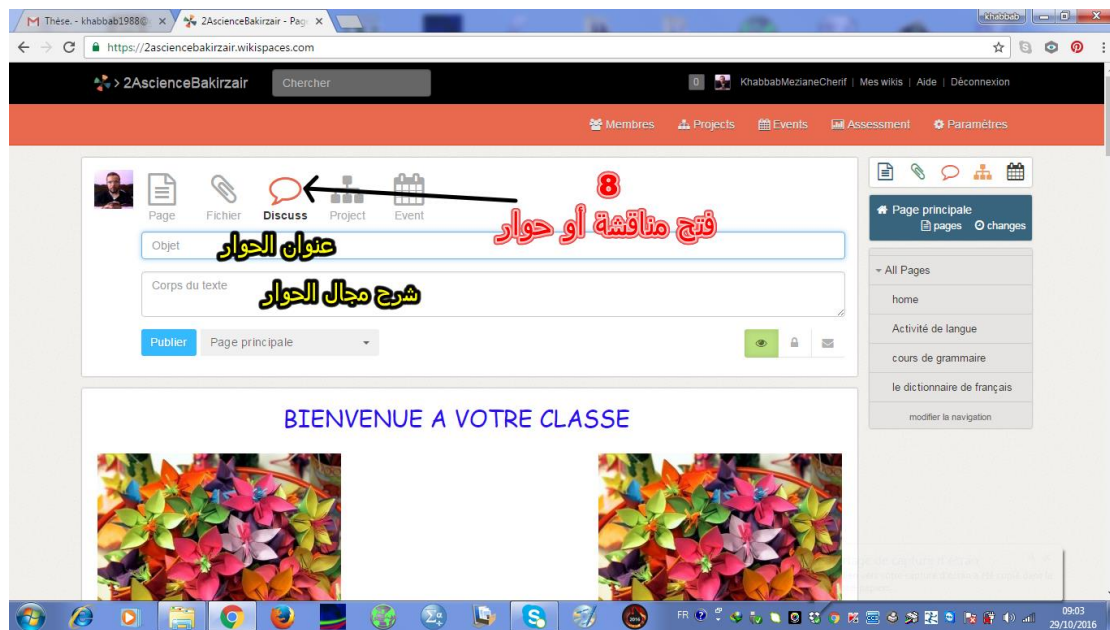 Thèse. - khabbab1988@
2AscienceBakirzair - Pag
khabbab
https://2asciencebakirzair.wikispaces.com
> 2AscienceBakirzair
Chercher
0
KhabbabMezianeCherif | Mes wikis | Aide | Déconnexion
Membres
Projects
Events
Assessment
Paramètres
Page
Fichier
Discuss
Project
Event
8
فتح مناقشة أو حوار
Objet
عنوان الحوار
Corps du texte
شرح مجال الحوار
Publier
Page principale
Page principale
pages
changes
All Pages
home
Activité de langue
cours de grammaire
le dictionnaire de français
modifier la navigation
BIENVENUE A VOTRE CLASSE
FR
09:03
29/10/2016